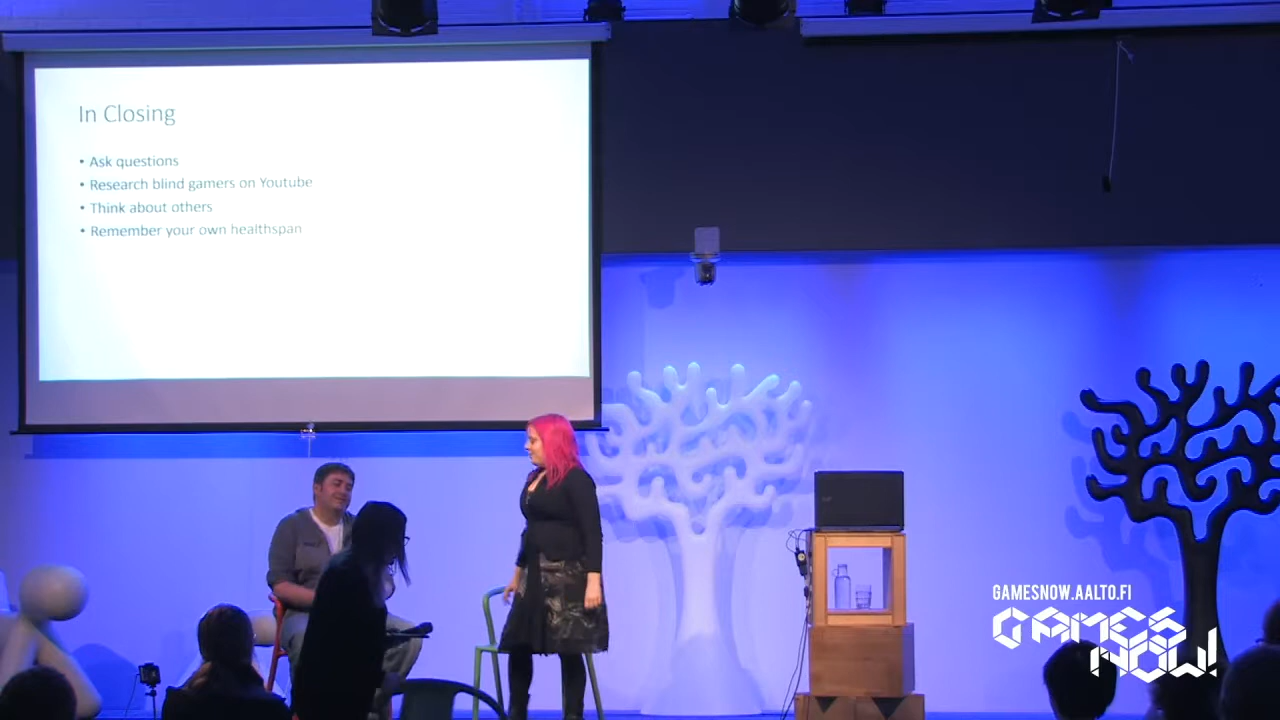 In Closing
• Ask questions
• Research blind gamers on Youtube
• Think about others
• Remember your own healthspan
GAMESNOW.AALTO.FI
GAMES
NOW!